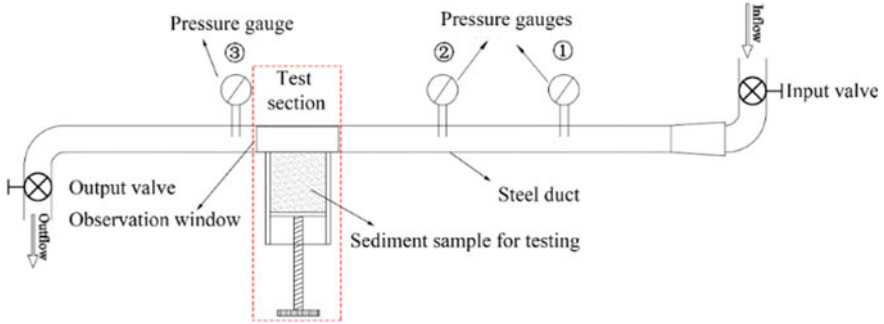 Pressure gauge
Pressure gauges
Inflow
③
②
①
Test
section
Input valve
Output valve
Steel duct
Observation window
Outflow
Sediment sample for testing